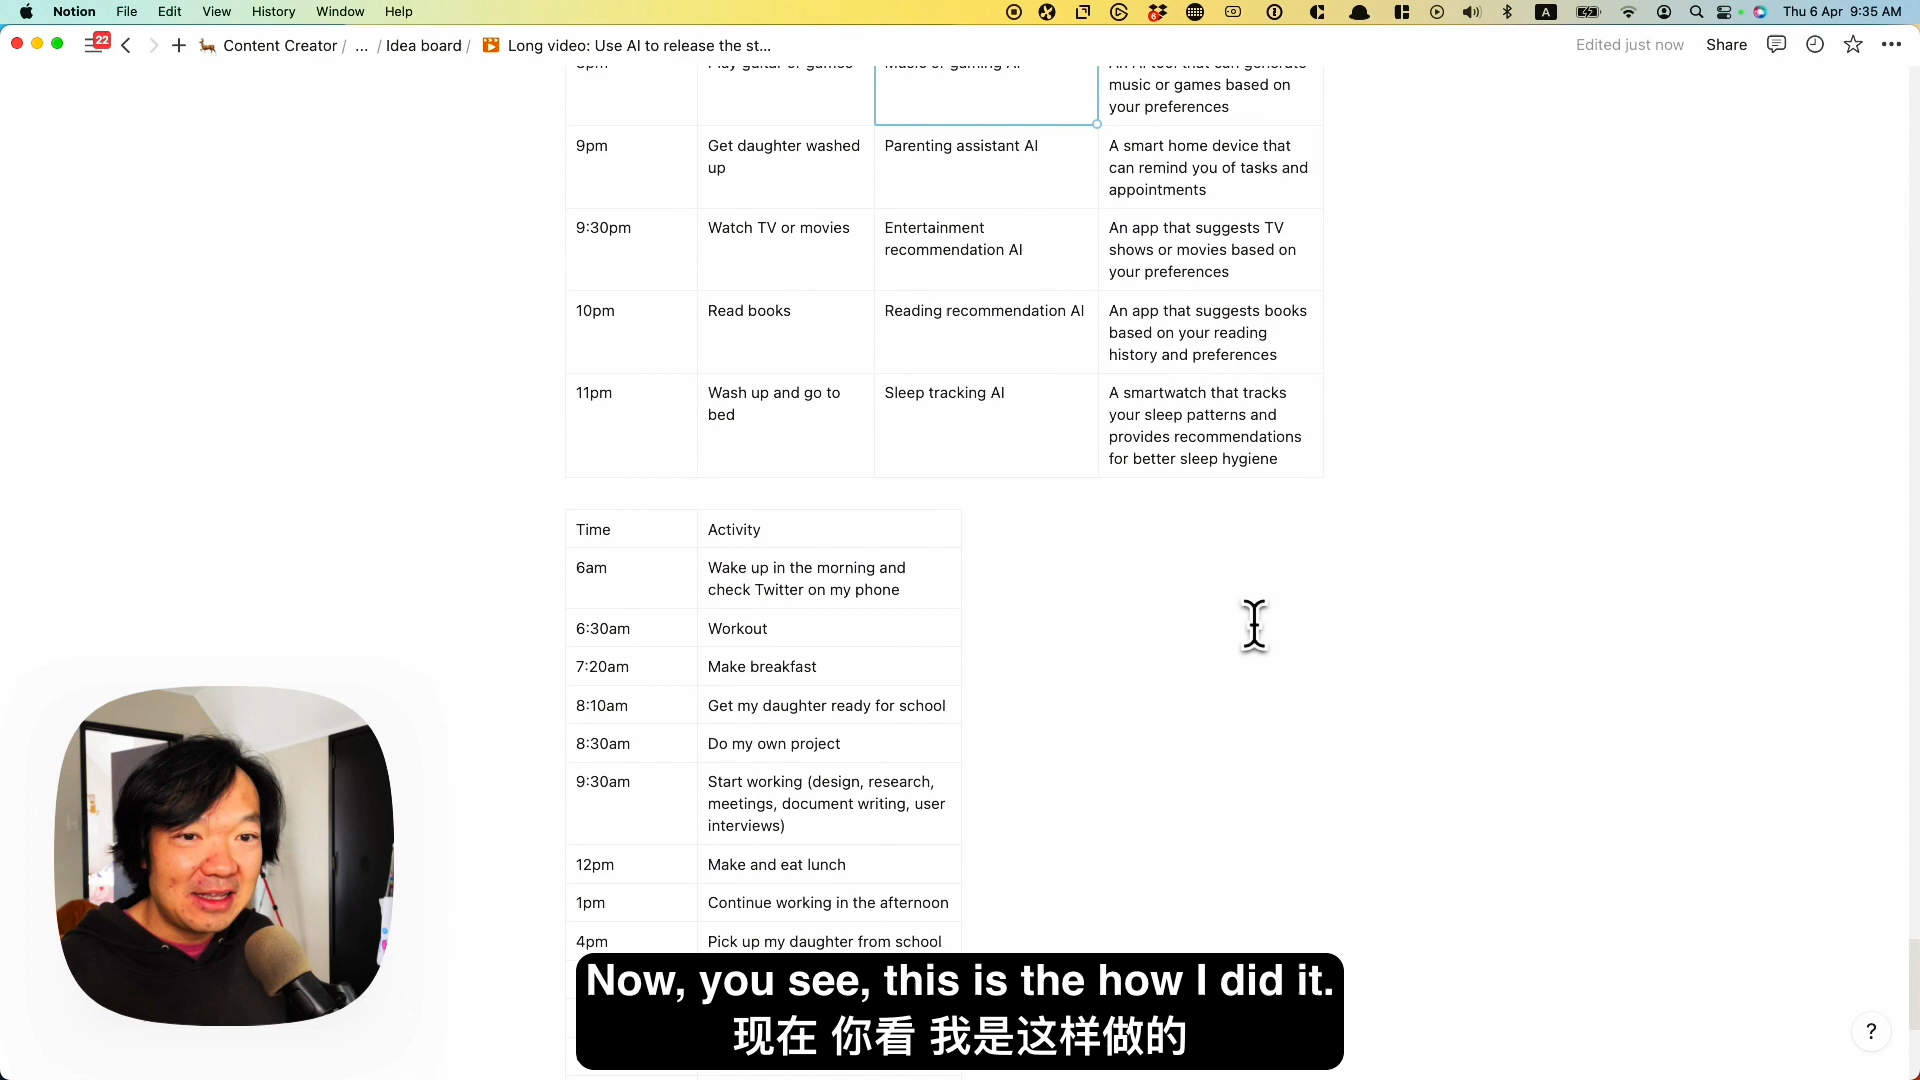 Notion File Edit View History Window Help
6
A
Thu 6 Apr 9:35 AM
22
Content Creator / ... / Idea board / Long video: Use AI to release the st...
Edited just now Share
An AI tool that can generate
music or games based on
your preferences
9pm
Get daughter washed
up
Parenting assistant AI
A smart home device that
can remind you of tasks and
appointments
9:30pm
Watch TV or movies
Entertainment
recommendation AI
An app that suggests TV
shows or movies based on
your preferences
10pm
Read books
Reading recommendation AI
An app that suggests books
based on your reading
history and preferences
11pm
Wash up and go to
bed
Sleep tracking AI
A smartwatch that tracks
your sleep patterns and
provides recommendations
for better sleep hygiene
Time
Activity
6am
Wake up in the morning and
check Twitter on my phone
6:30am
Workout
7:20am
Make breakfast
8:10am
Get my daughter ready for school
8:30am
Do my own project
9:30am
Start working (design, research,
meetings, document writing, user
interviews)
12pm
Make and eat lunch
1pm
Continue working in the afternoon
4pm
Pick up my daughter from school
Now, you see, this is the how I did it.
现在 你看 我是这样做的
?